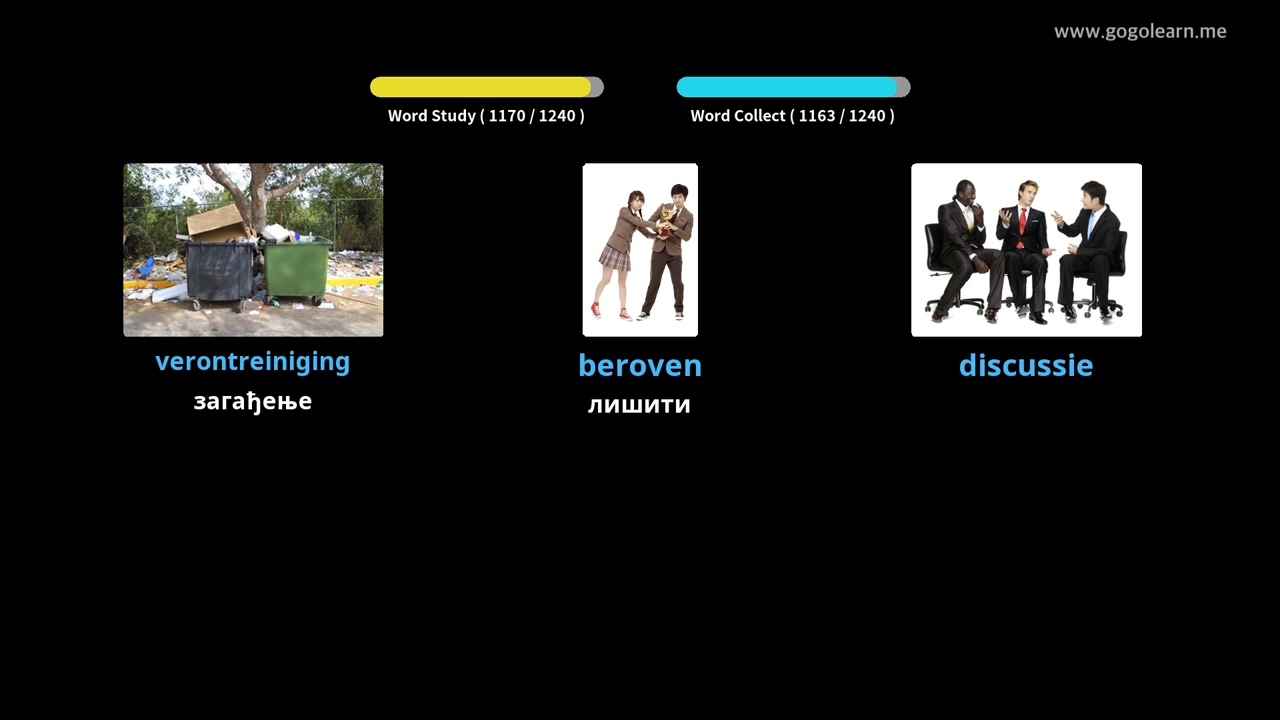 www.gogolearn.me
Word Study ( 1170 / 1240 )
Word Collect ( 1163 / 1240 )
verontreiniging
beroven
discussie
загађење
лишити